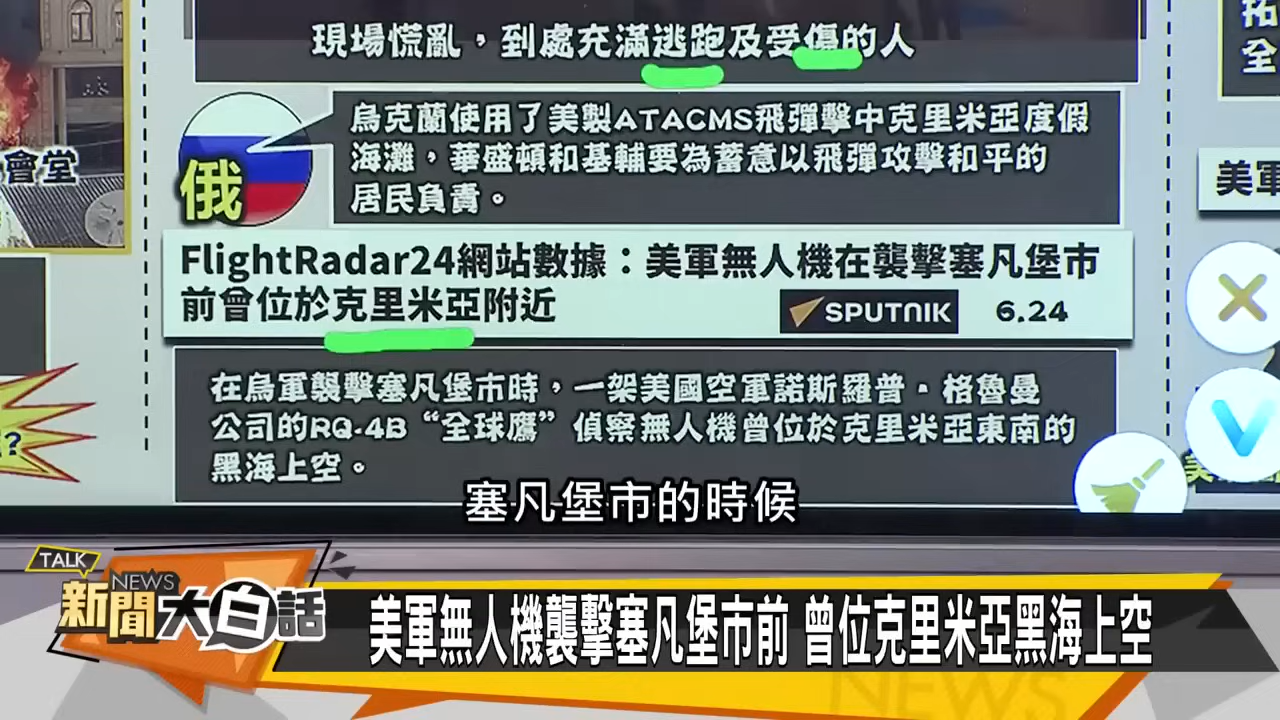 現場慌亂，到處充滿逃跑及受傷的人
拓
全
會堂
俄
烏克蘭使用了美製ATACMS飛彈擊中克里米亞度假
海灘，華盛頓和基輔要為蓄意以飛彈攻擊和平的
居民負責。
美軍
FlightRadar24網站數據：美軍無人機在襲擊塞凡堡市
前曾位於克里米亞附近
SPUTNIK 6.24
在烏軍襲擊塞凡堡市時，一架美國空軍諾斯羅普·格魯曼
公司的RQ-4B“全球鷹”偵察無人機曾位於克里米亞東南的
黑海上空。
?
塞凡堡市的時候
TALK
NEWS
新聞大白話
美軍無人機襲擊塞凡堡市前 曾位克里米亞黑海上空
NEWS